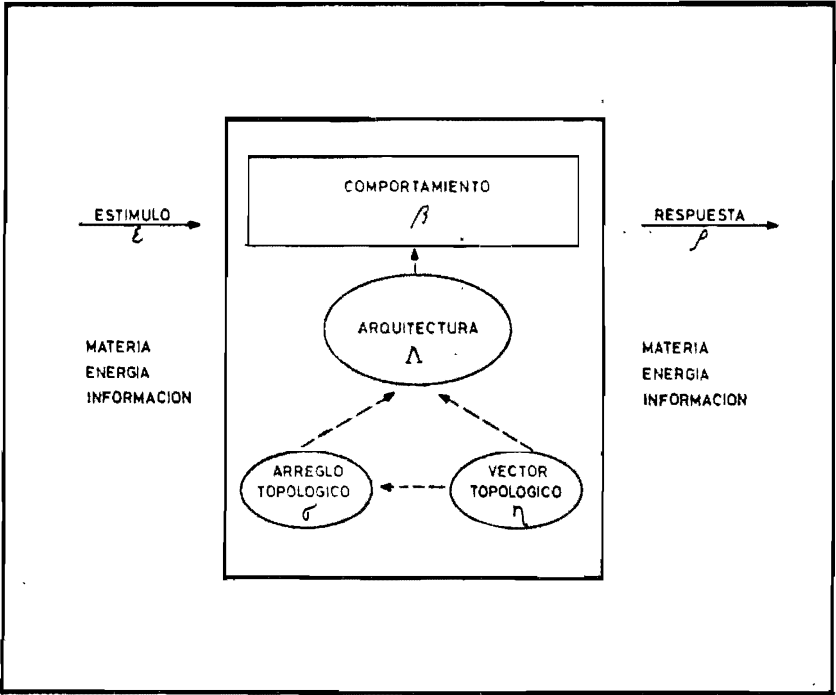 COMPORTAMIENTO
β
ESTIMULO
ξ
RESPUESTA
ρ
ARQUITECTURA
Λ
MATERIA
ENERGIA
INFORMACION
MATERIA
ENERGIA
INFORMACION
ARREGLO
TOPOLOGICO
σ
VECTOR
TOPOLOGICO
η